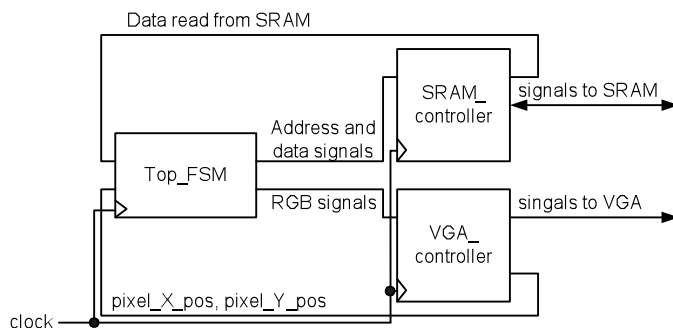 Data read from SRAM
SRAM_
controller
signals to SRAM
Address and
data signals
Top_FSM
RGB signals
VGA_
controller
singals to VGA
pixel_X_pos, pixel_Y_pos
clock